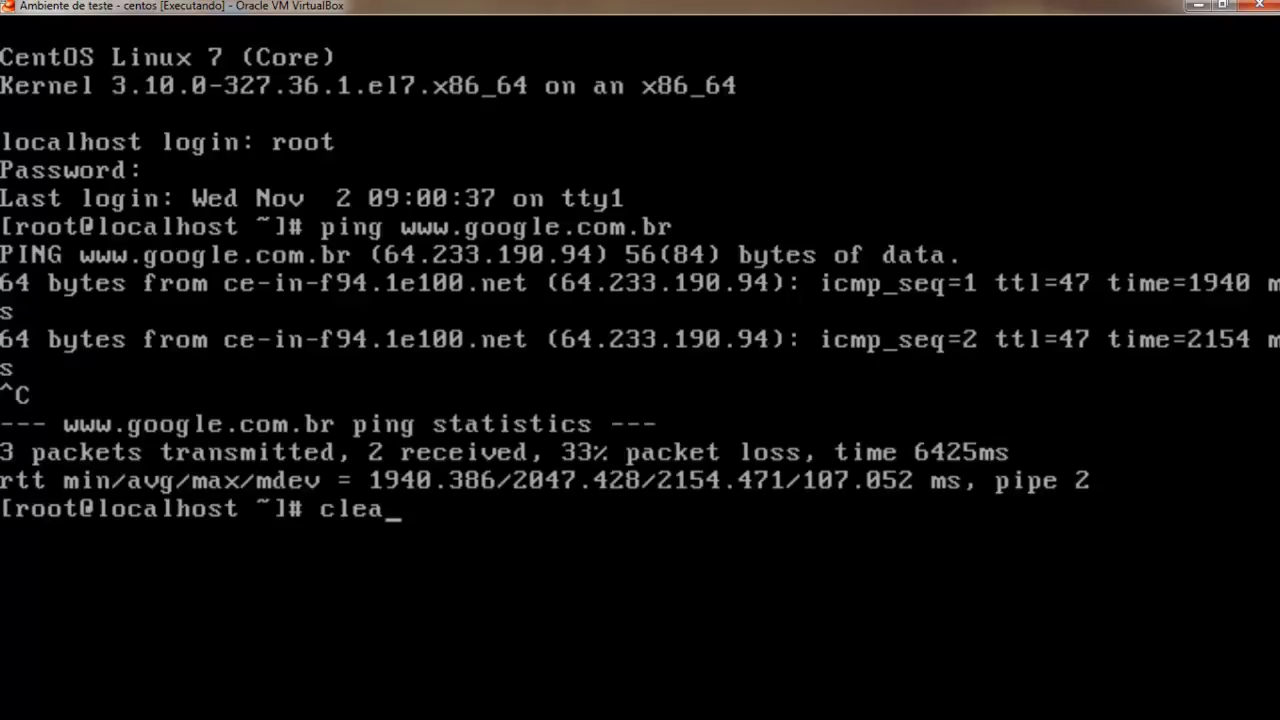 Ambiente de teste - centos [Executando] - Oracle VM VirtualBox
CentOS Linux 7 (Core)
Kernel 3.10.0-327.36.1.el7.x86_64 on an x86_64
localhost login: root
Password:
Last login: Wed Nov  2 09:00:37 on tty1
[root@localhost ~]# ping www.google.com.br
PING www.google.com.br (64.233.190.94) 56(84) bytes of data.
64 bytes from ce-in-f94.1e100.net (64.233.190.94): icmp_seq=1 ttl=47 time=1940 m
s
64 bytes from ce-in-f94.1e100.net (64.233.190.94): icmp_seq=2 ttl=47 time=2154 m
s
^C
--- www.google.com.br ping statistics ---
3 packets transmitted, 2 received, 33% packet loss, time 6425ms
rtt min/avg/max/mdev = 1940.386/2047.428/2154.471/107.052 ms, pipe 2
[root@localhost ~]# clea_